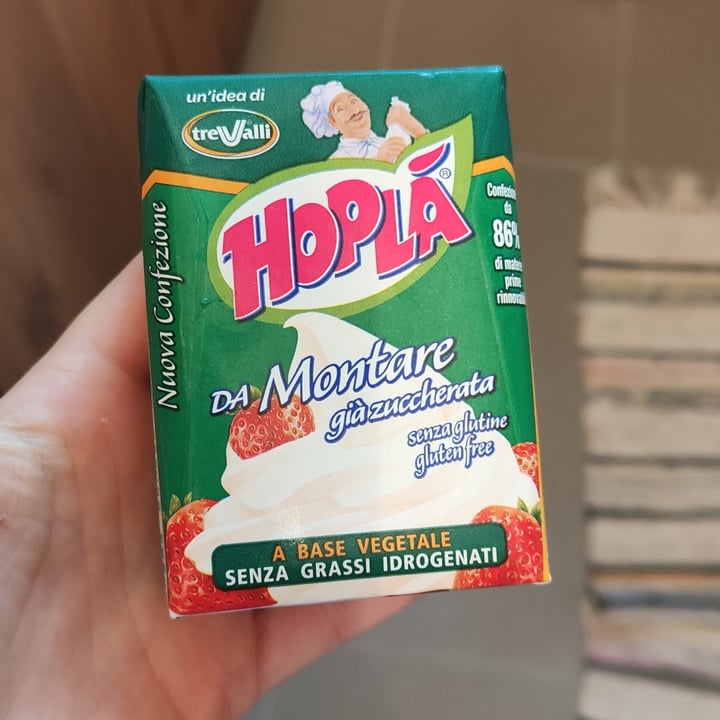 un'idea di
treValli
HOPLÀ®
Nuova Confezione
da
86%
di
prime
DA Montare
già zuccherata
senza glutine
gluten free
A BASE VEGETALE
SENZA GRASSI IDROGENATI